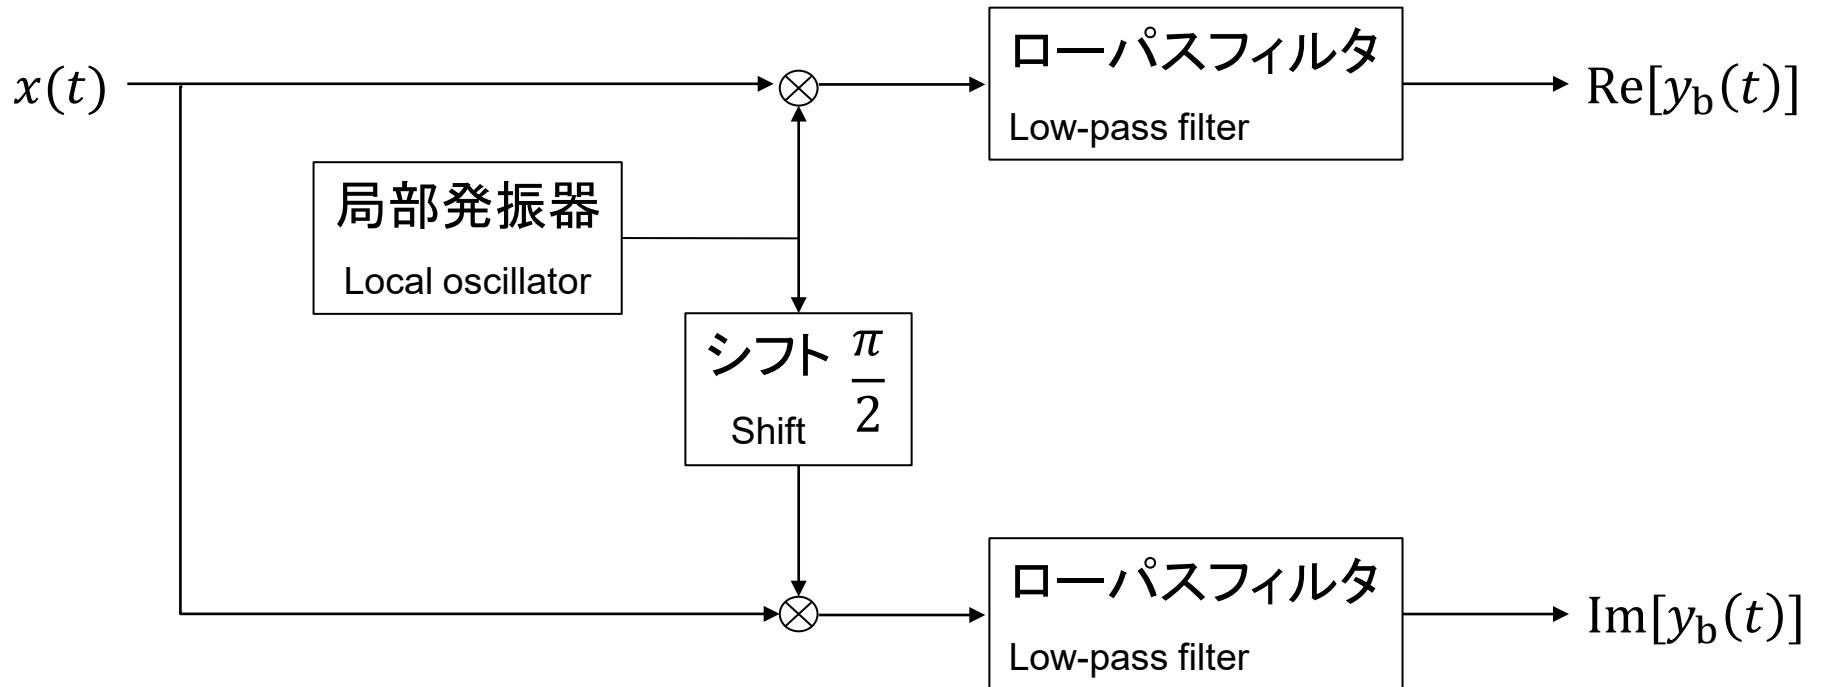 x(t)
ローパスフィルタ
Low-pass filter
Re[y_b(t)]
局部発振器
Local oscillator
シフト π/2
Shift
ローパスフィルタ
Low-pass filter
Im[y_b(t)]